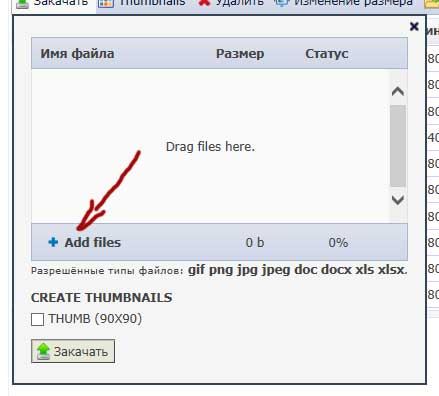 Закачать Thumbnails Удалить Изменение размера
Имя файла Размер Статус
Drag files here.
Add files 0 b 0%
Разрешённые типы файлов: gif png jpg jpeg doc docx xls xlsx.
CREATE THUMBNAILS
THUMB (90X90)
Закачать